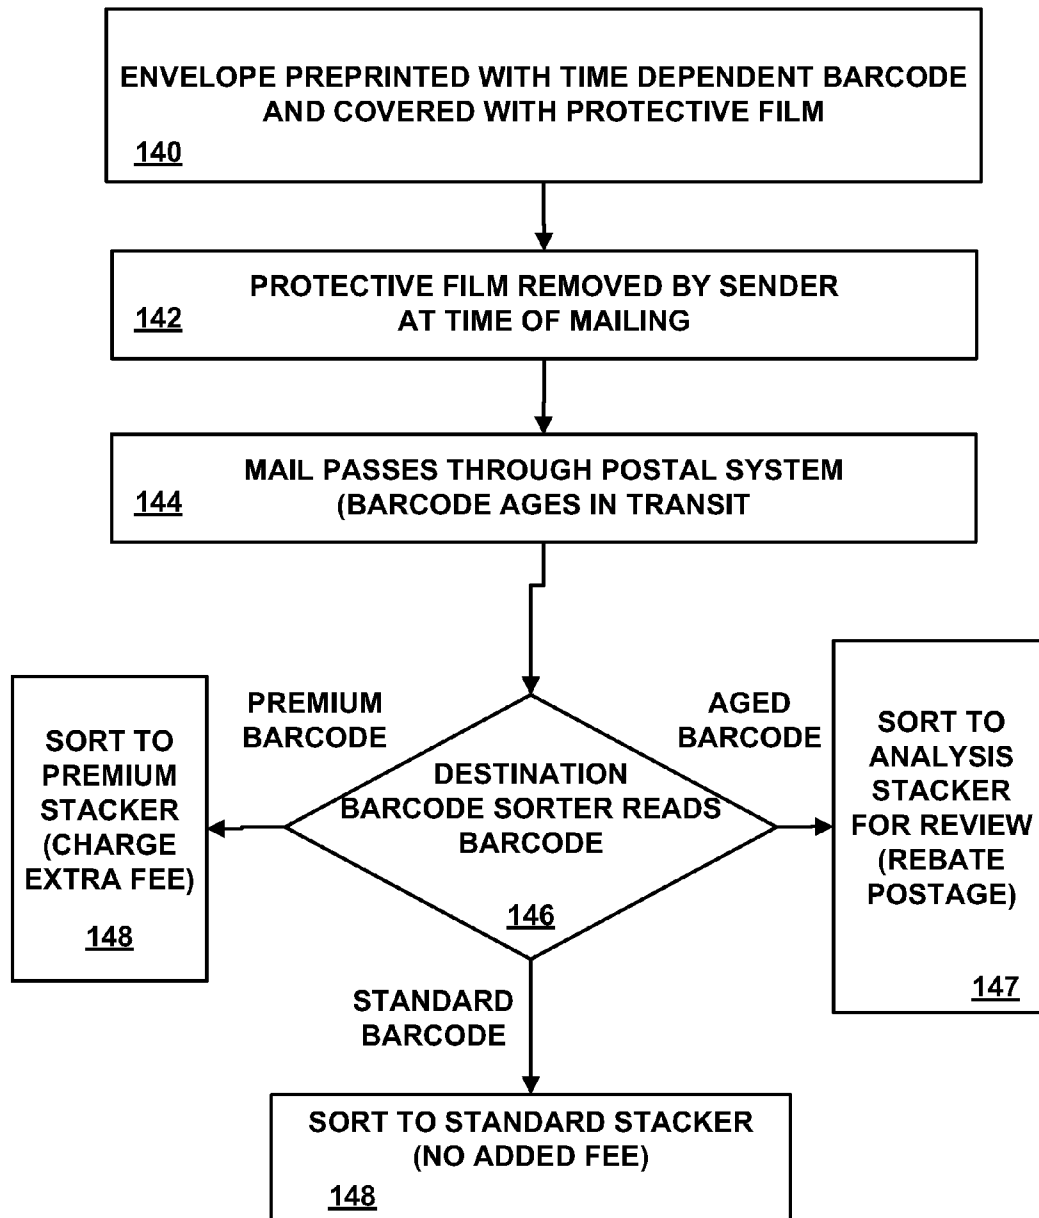 ENVELOPE PREPRINTED WITH TIME DEPENDENT BARCODE
AND COVERED WITH PROTECTIVE FILM
140
PROTECTIVE FILM REMOVED BY SENDER
AT TIME OF MAILING
142
MAIL PASSES THROUGH POSTAL SYSTEM
(BARCODE AGES IN TRANSIT
144
PREMIUM
BARCODE
AGED
BARCODE
SORT TO
PREMIUM
STACKER
(CHARGE
EXTRA FEE)
148
DESTINATION
BARCODE SORTER READS
BARCODE
146
SORT TO
ANALYSIS
STACKER
FOR REVIEW
(REBATE
POSTAGE)
147
STANDARD
BARCODE
SORT TO STANDARD STACKER
(NO ADDED FEE)
148